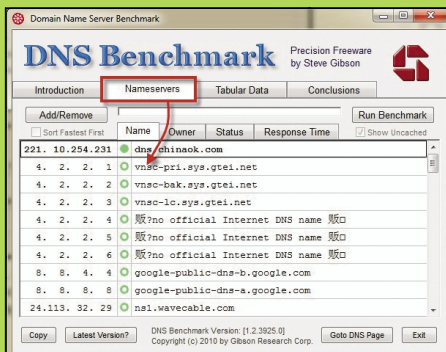 Domain Name Server Benchmark
DNS Benchmark
Precision Freeware
by Steve Gibson
Introduction Nameservers Tabular Data Conclusions
Add/Remove Run Benchmark
Sort Fastest First Name Owner Status Response Time Show Uncached
221. 10.254.231 dns.chinaok.com
4. 2. 2. 1 vnsc-pri.sys.gtei.net
4. 2. 2. 2 vnsc-bak.sys.gtei.net
4. 2. 2. 3 vnsc-lc.sys.gtei.net
4. 2. 2. 4 贩?no official Internet DNS name 贩□
4. 2. 2. 5 贩?no official Internet DNS name 贩□
4. 2. 2. 6 贩?no official Internet DNS name 贩□
8. 8. 4. 4 google-public-dns-b.google.com
8. 8. 8. 8 google-public-dns-a.google.com
24.113. 32. 29 ns1.wavecable.com
Copy Latest Version? DNS Benchmark Version: [1.2.3925.0] Goto DNS Page Exit
Copyright (c) 2010 by Gibson Research Corp.